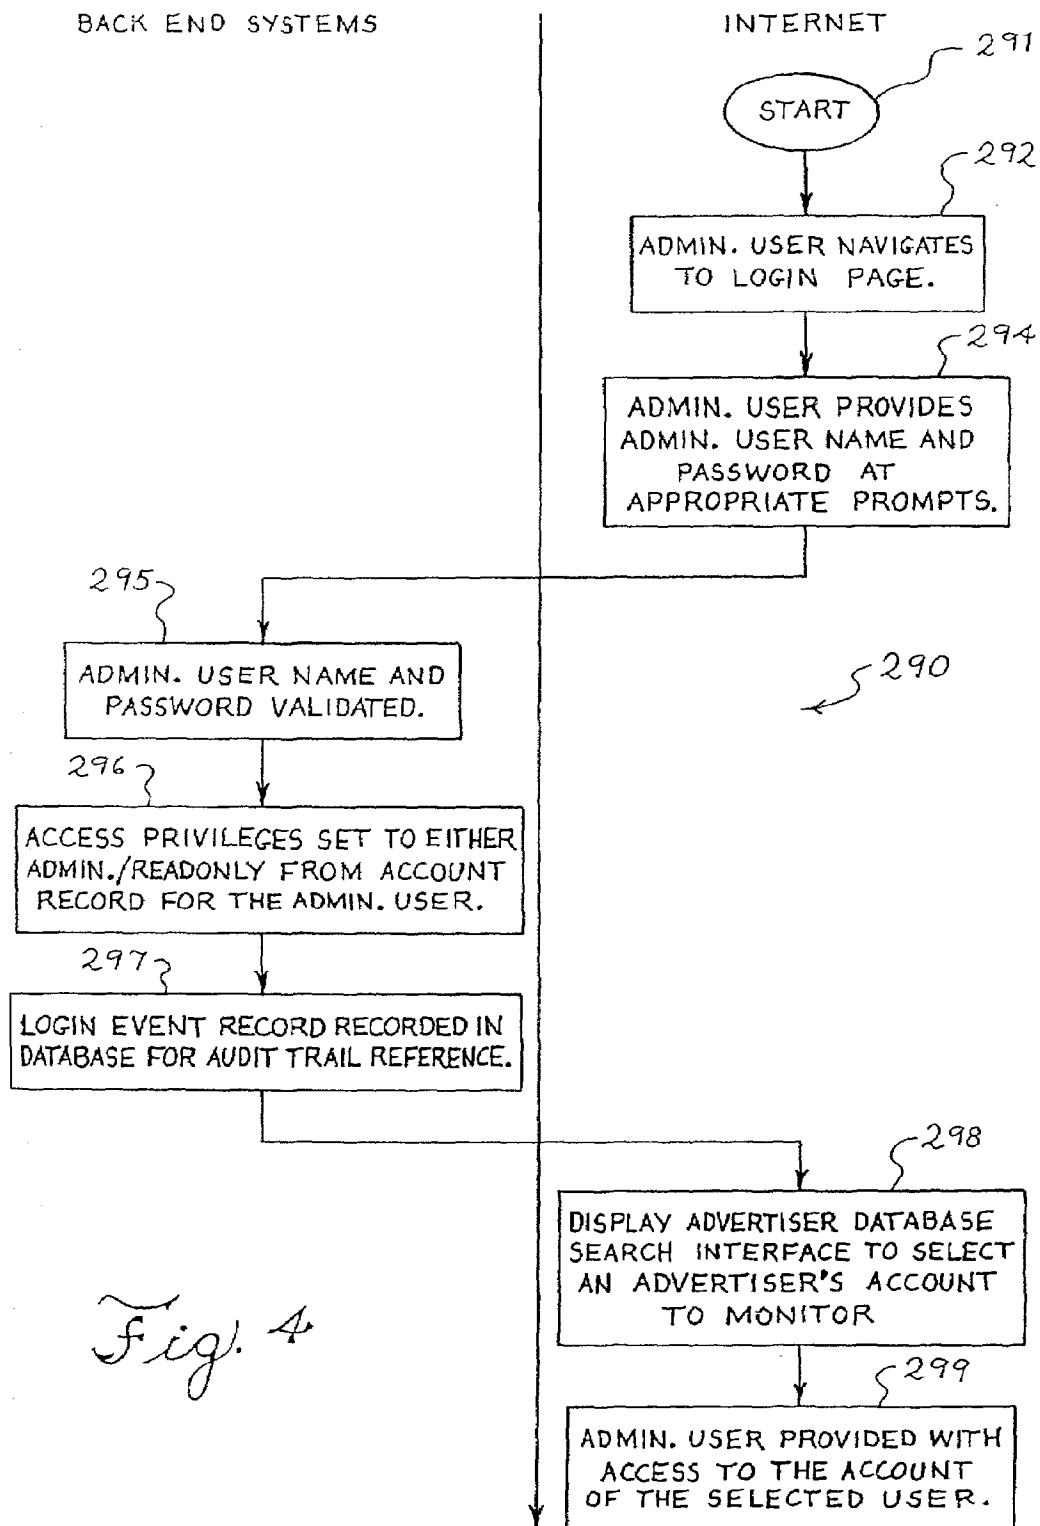 BACK END SYSTEMS
INTERNET
291
START
292
ADMIN. USER NAVIGATES
TO LOGIN PAGE.
294
ADMIN. USER PROVIDES
ADMIN. USER NAME AND
PASSWORD AT
APPROPRIATE PROMPTS.
295
ADMIN. USER NAME AND
PASSWORD VALIDATED.
290
296
ACCESS PRIVILEGES SET TO EITHER
ADMIN./READONLY FROM ACCOUNT
RECORD FOR THE ADMIN. USER.
297
LOGIN EVENT RECORD RECORDED IN
DATABASE FOR AUDIT TRAIL REFERENCE.
298
DISPLAY ADVERTISER DATABASE
SEARCH INTERFACE TO SELECT
AN ADVERTISER'S ACCOUNT
TO MONITOR
Fig. 4
299
ADMIN. USER PROVIDED WITH
ACCESS TO THE ACCOUNT
OF THE SELECTED USER.